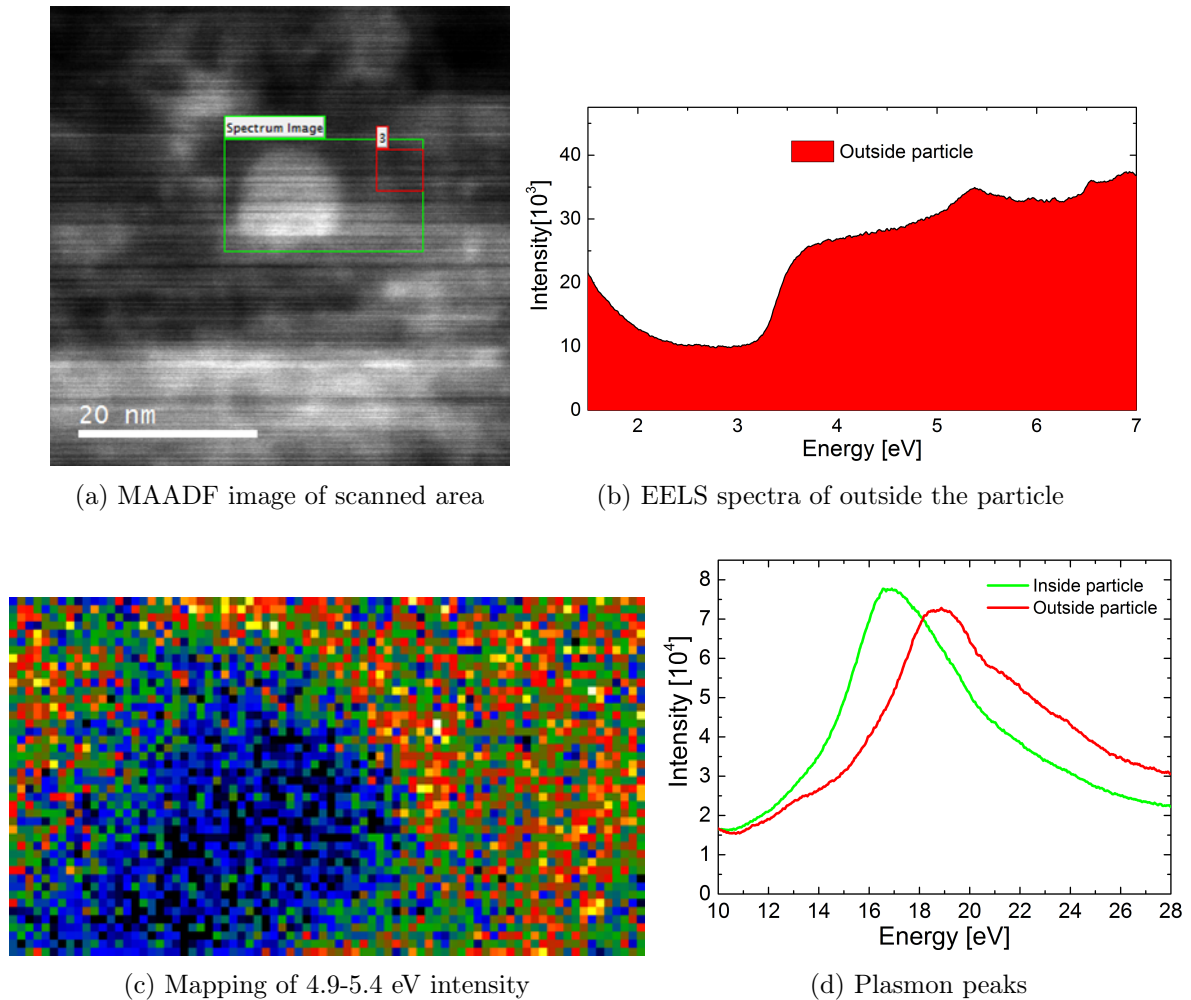 Spectrum Image
3
20 nm
(a) MAADF image of scanned area
Outside particle
40
30
20
10
0
Intensity[10³]
2 3 4 5 6 7
Energy [eV]
(b) EELS spectra of outside the particle
(c) Mapping of 4.9-5.4 eV intensity
Inside particle
Outside particle
8
7
6
5
4
3
2
1
0
Intensity [10⁴]
10 12 14 16 18 20 22 24 26 28
Energy [eV]
(d) Plasmon peaks